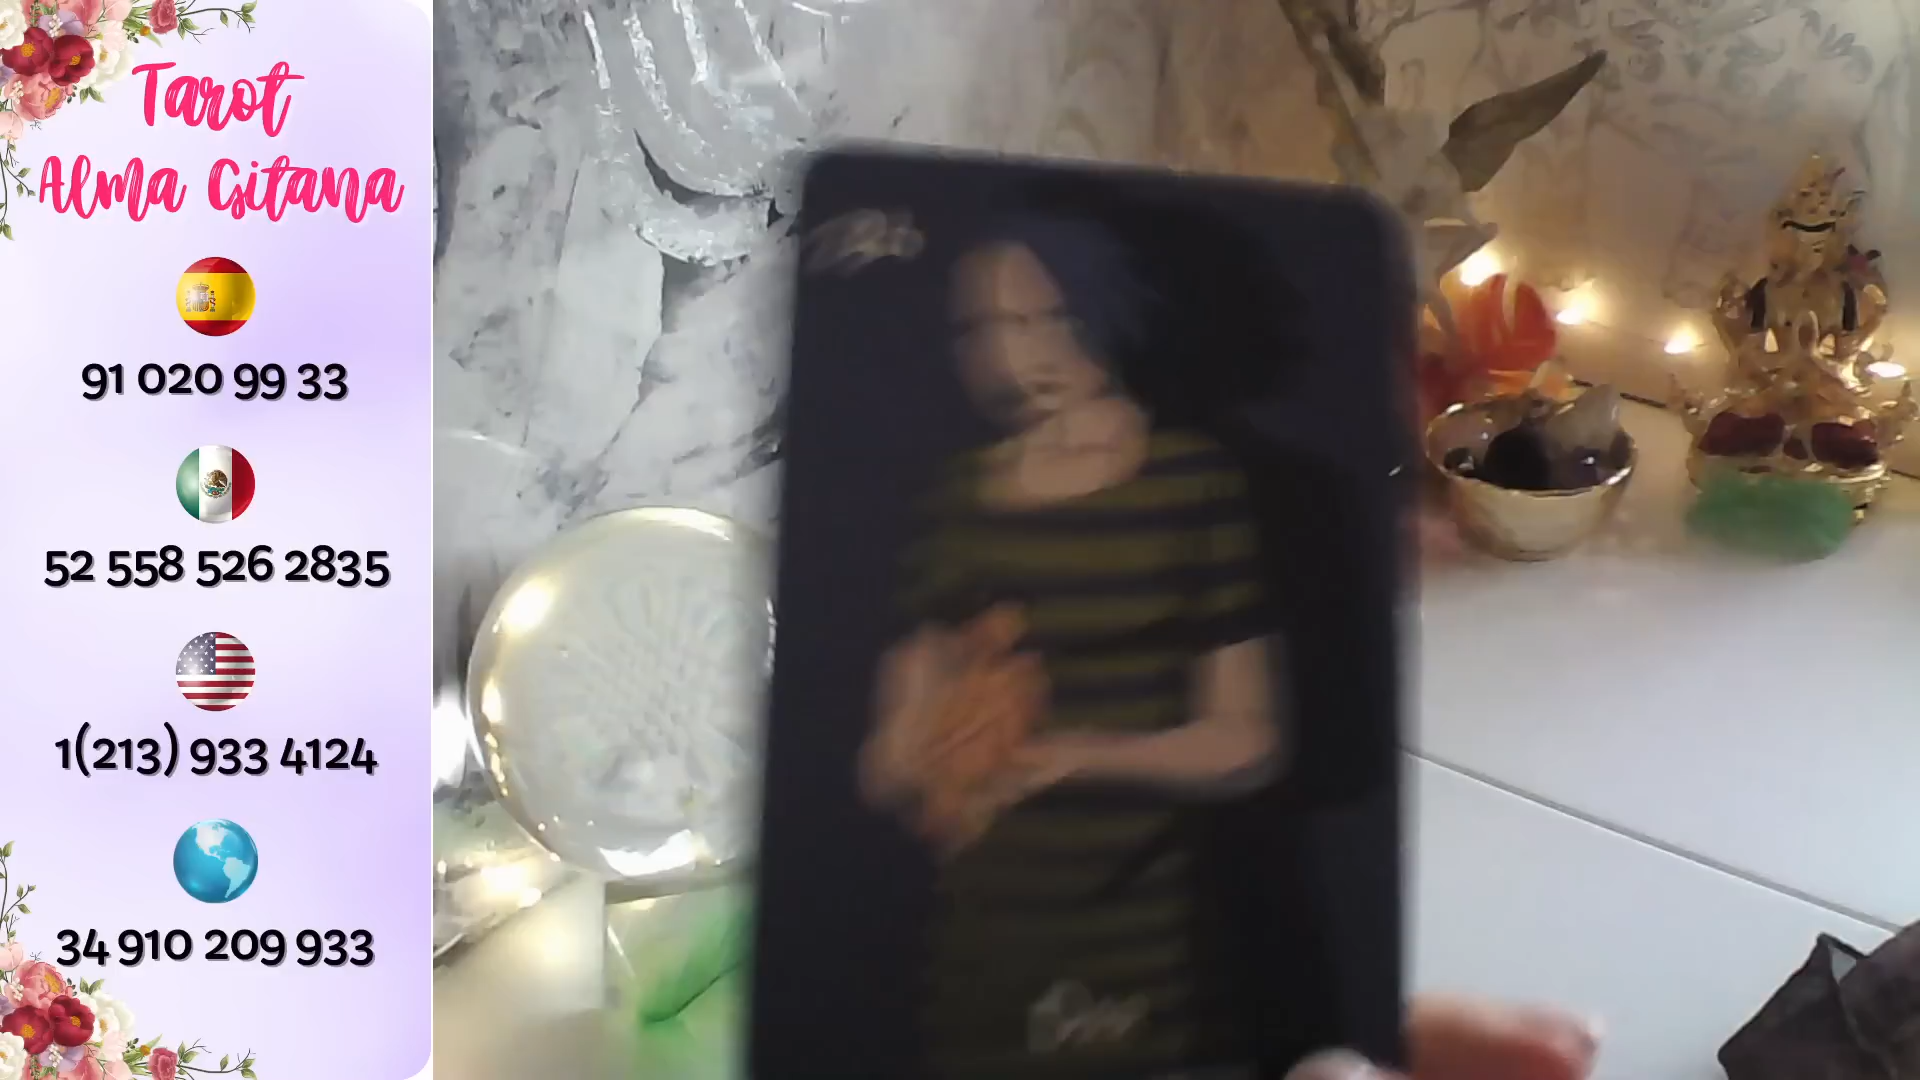 Tarot
Alma Gitana
91 020 99 33
52 558 526 2835
1(213) 933 4124
34 910 209 933